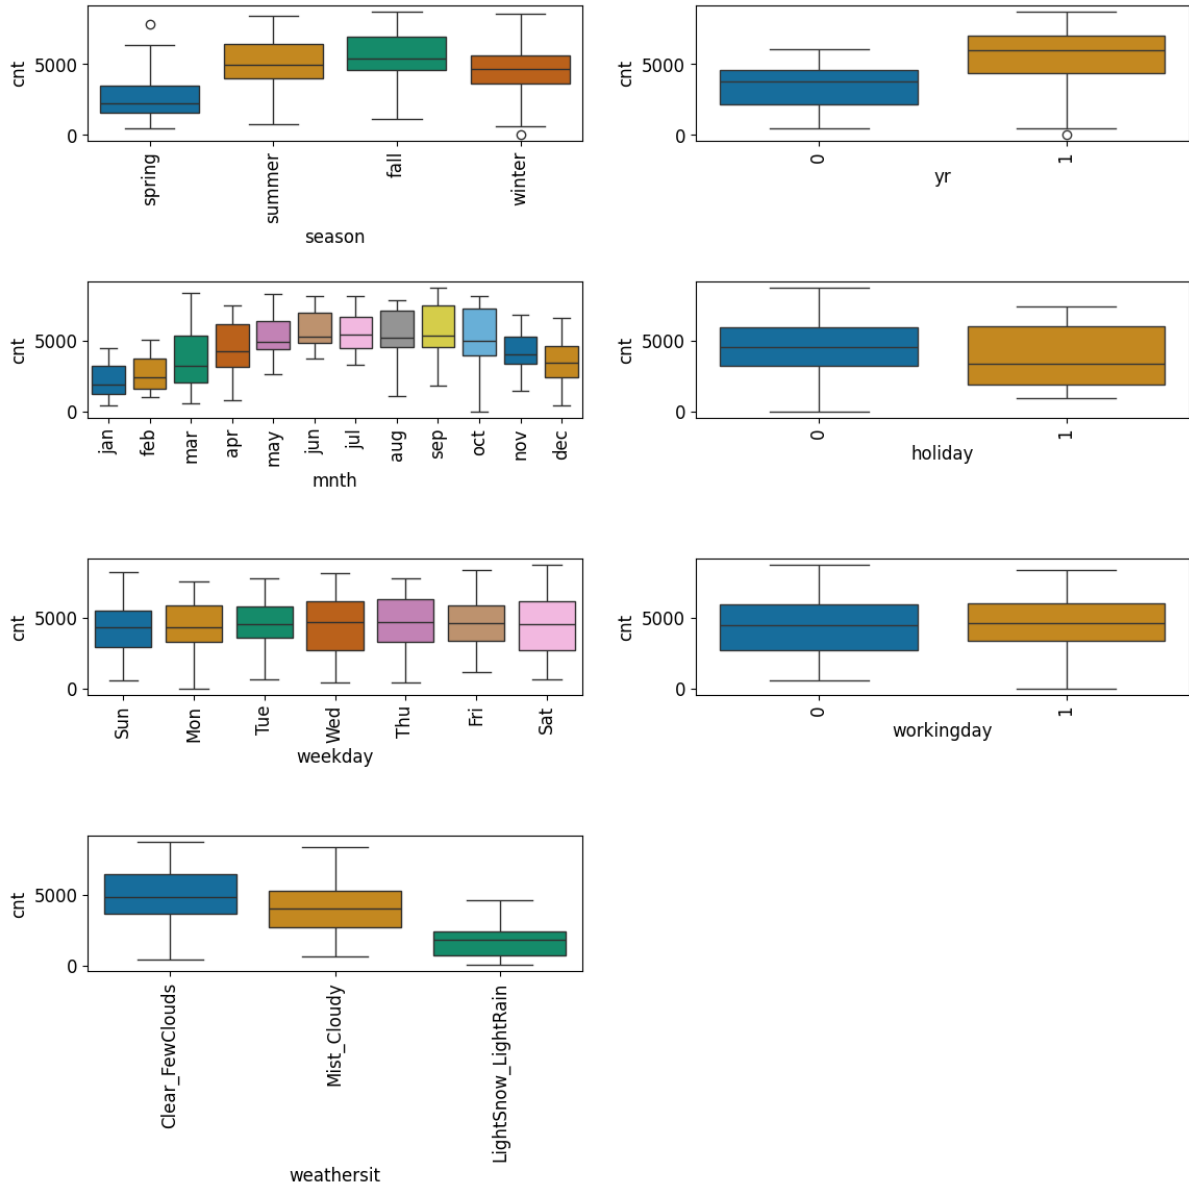 cnt
5000
0
spring
summer
fall
winter
season
cnt
5000
0
0
1
yr
cnt
5000
0
jan
feb
mar
apr
may
jun
jul
aug
sep
oct
nov
dec
mnth
cnt
5000
0
0
1
holiday
cnt
5000
0
Sun
Mon
Tue
Wed
Thu
Fri
Sat
weekday
cnt
5000
0
0
1
workingday
cnt
5000
0
Clear_FewClouds
Mist_Cloudy
LightSnow_LightRain
weathersit